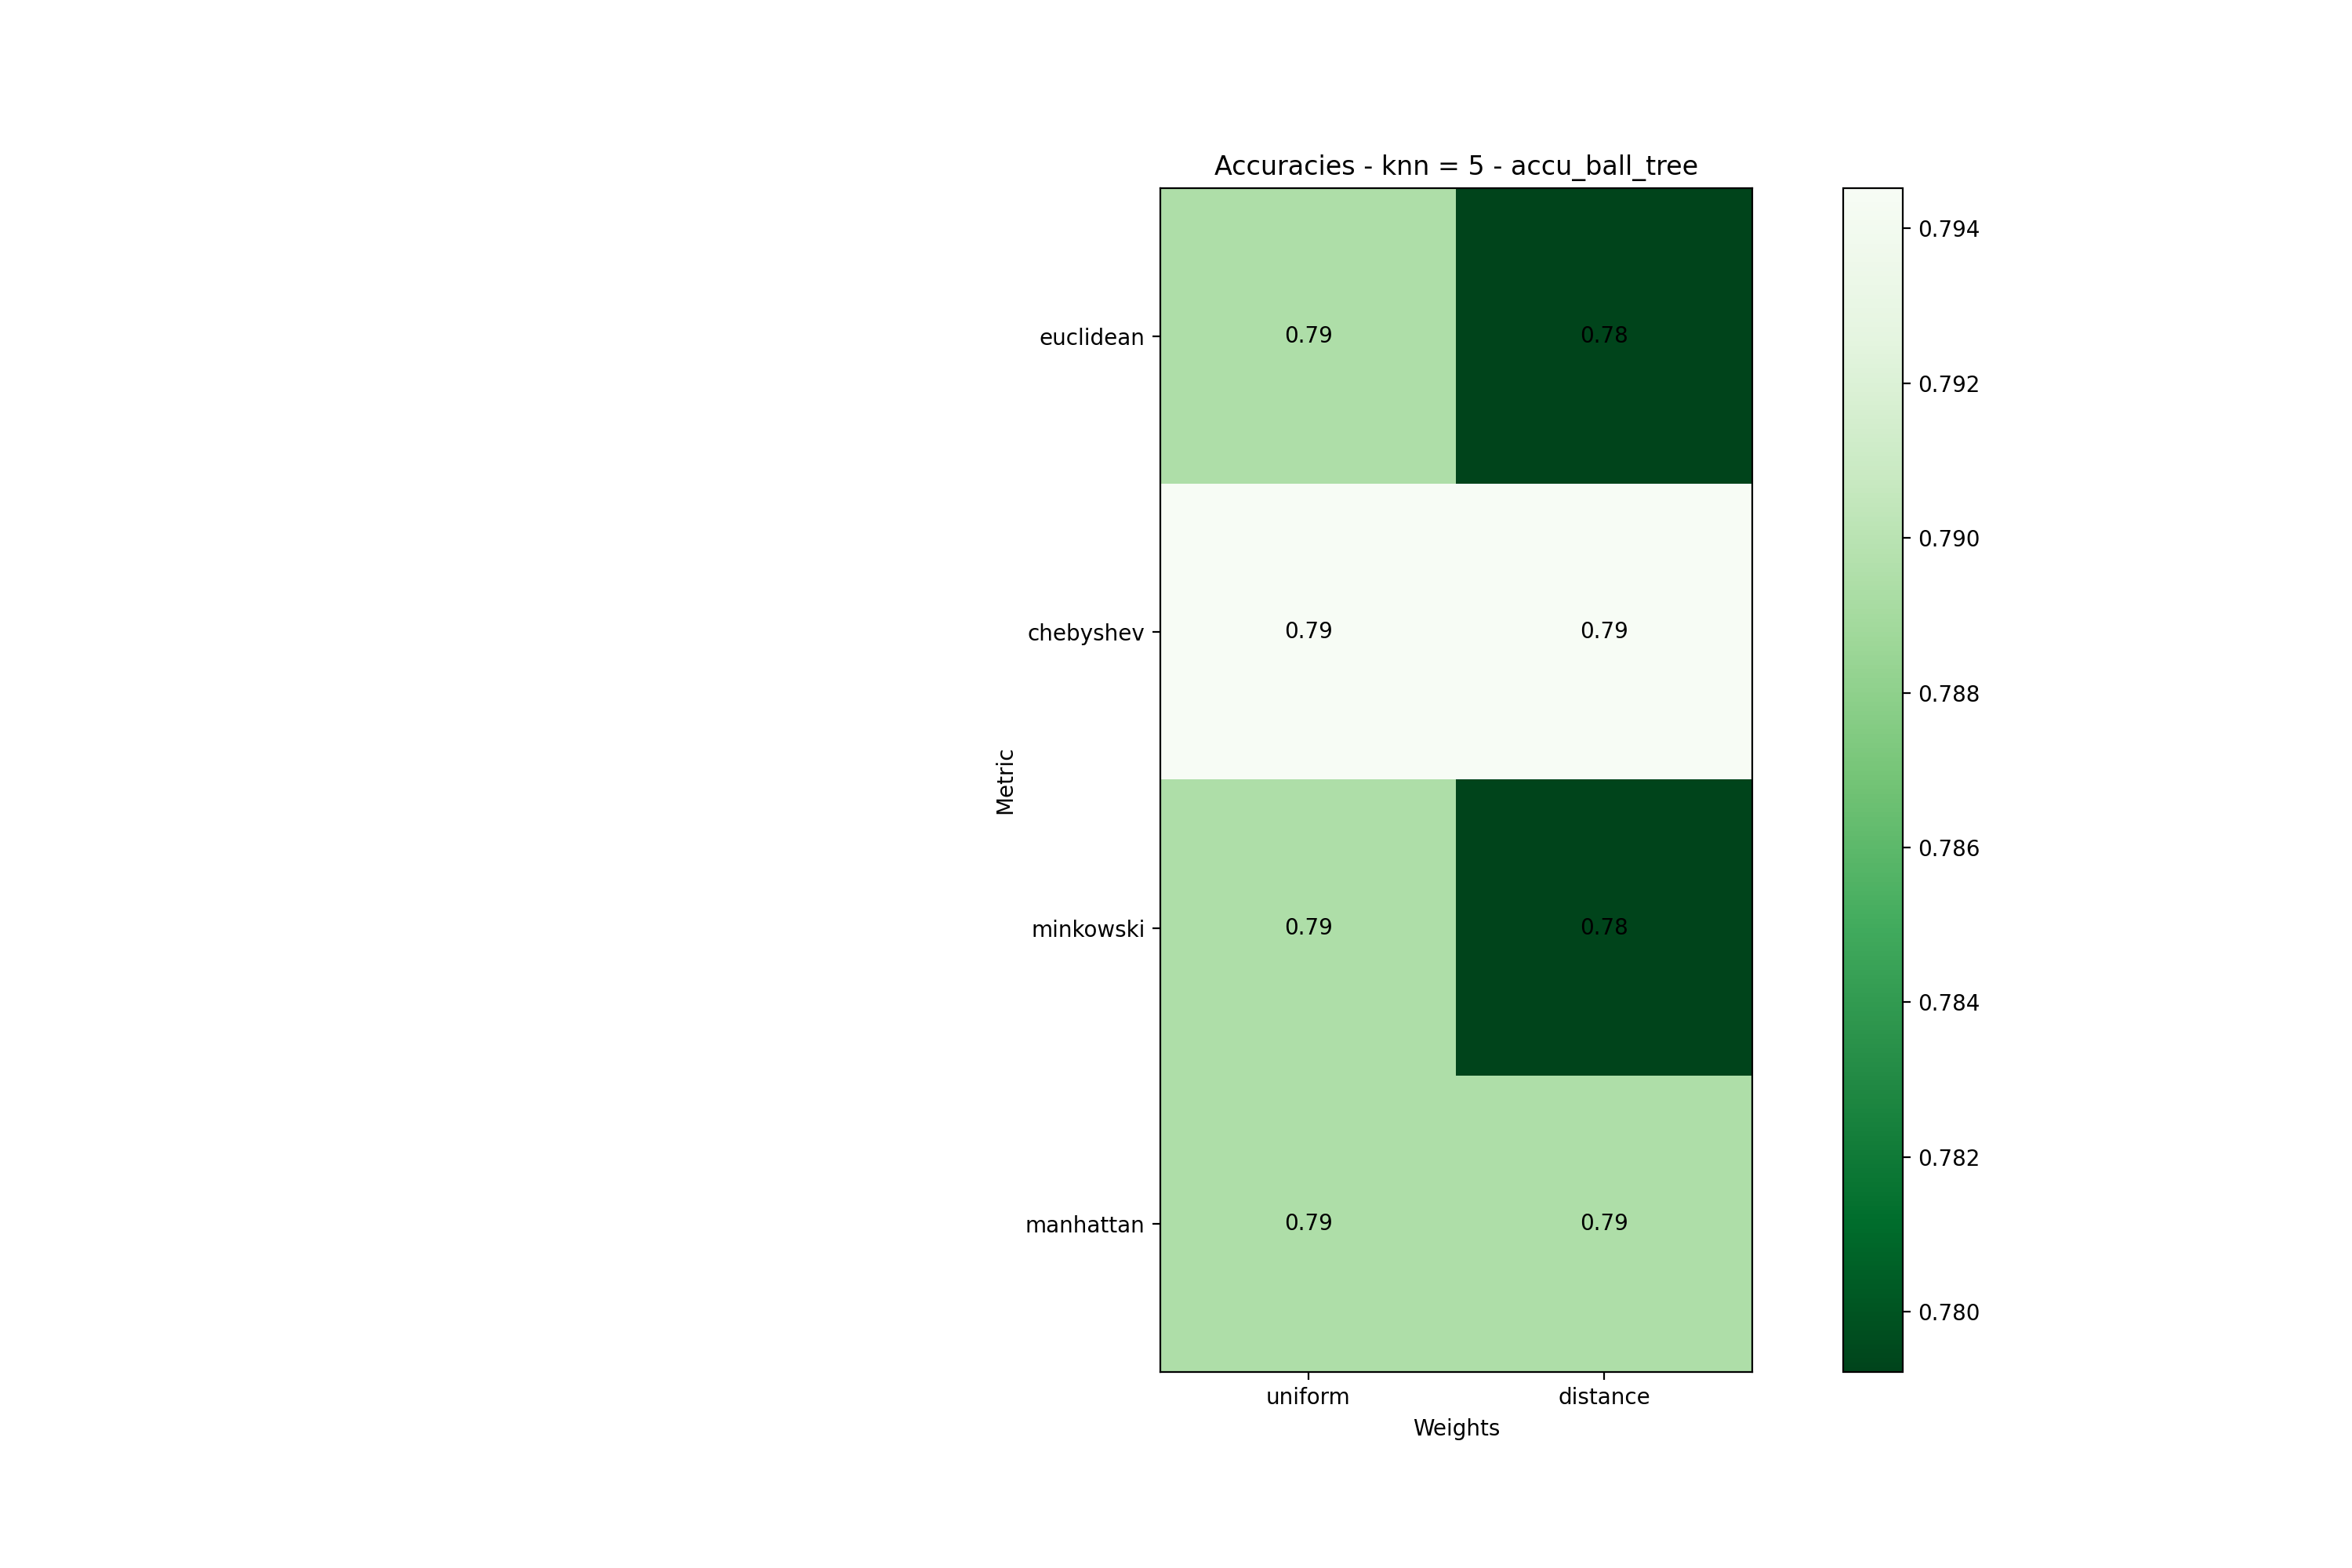 Accuracies - knn = 5 - accu_ball_tree
Metric
euclidean
0.79 0.78
chebyshev
0.79 0.79
minkowski
0.79 0.78
manhattan
0.79 0.79
uniform distance
Weights
0.794
0.792
0.790
0.788
0.786
0.784
0.782
0.780